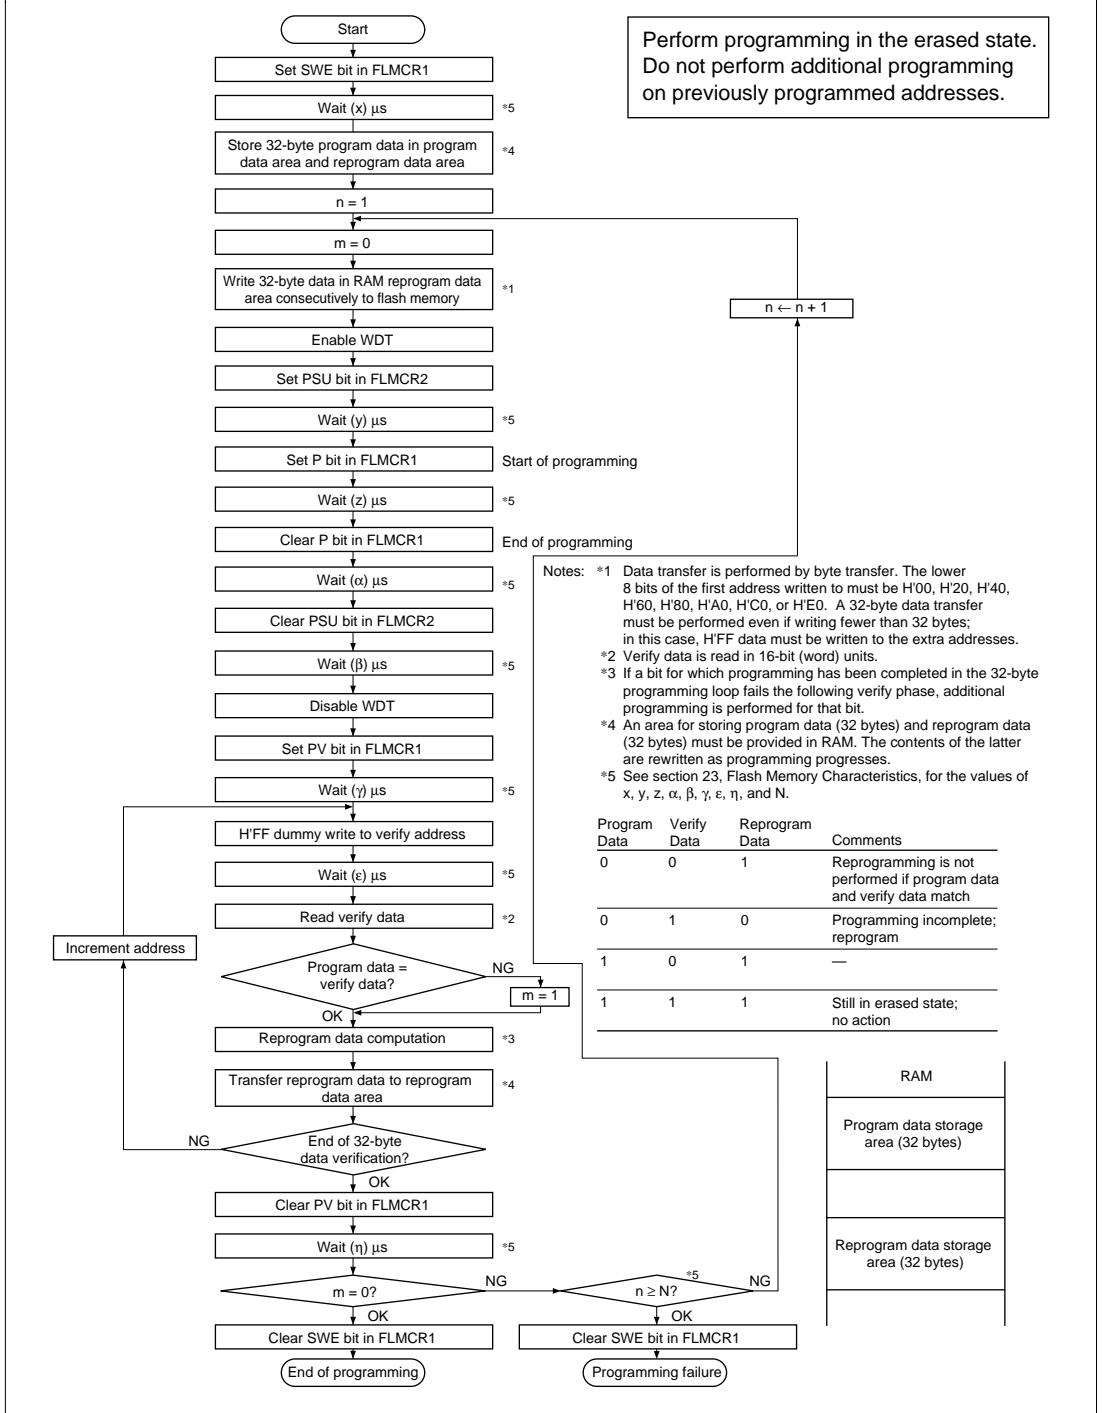 Start
Perform programming in the erased state.
Do not perform additional programming
on previously programmed addresses.
Set SWE bit in FLMCR1
Wait (x) μs
*5
Store 32-byte program data in program
data area and reprogram data area
*4
n = 1
m = 0
Write 32-byte data in RAM reprogram data
area consecutively to flash memory
*1
n ← n + 1
Enable WDT
Set PSU bit in FLMCR2
Wait (y) μs
*5
Set P bit in FLMCR1
Start of programming
Wait (z) μs
*5
Clear P bit in FLMCR1
End of programming
Wait (α) μs
*5
Clear PSU bit in FLMCR2
Wait (β) μs
*5
Disable WDT
Set PV bit in FLMCR1
Wait (γ) μs
*5
H'FF dummy write to verify address
Wait (ε) μs
*5
Read verify data
*2
Increment address
Program data =
verify data?
NG
m = 1
OK
Reprogram data computation
*3
Transfer reprogram data to reprogram
data area
*4
NG
End of 32-byte
data verification?
OK
Clear PV bit in FLMCR1
Wait (η) μs
*5
m = 0?
NG
n ≥ N?
*5
NG
OK
OK
Clear SWE bit in FLMCR1
Clear SWE bit in FLMCR1
End of programming
Programming failure
Notes: *1 Data transfer is performed by byte transfer. The lower
8 bits of the first address written to must be H'00, H'20, H'40,
H'60, H'80, H'A0, H'C0, or H'E0. A 32-byte data transfer
must be performed even if writing fewer than 32 bytes;
in this case, H'FF data must be written to the extra addresses.
*2 Verify data is read in 16-bit (word) units.
*3 If a bit for which programming has been completed in the 32-byte
programming loop fails the following verify phase, additional
programming is performed for that bit.
*4 An area for storing program data (32 bytes) and reprogram data
(32 bytes) must be provided in RAM. The contents of the latter
are rewritten as programming progresses.
*5 See section 23, Flash Memory Characteristics, for the values of
x, y, z, α, β, γ, ε, η, and N.
Program Verify Reprogram
Data Data Data Comments
0 0 1 Reprogramming is not
performed if program data
and verify data match
0 1 0 Programming incomplete;
reprogram
1 0 1 —
1 1 1 Still in erased state;
no action
RAM
Program data storage
area (32 bytes)
Reprogram data storage
area (32 bytes)